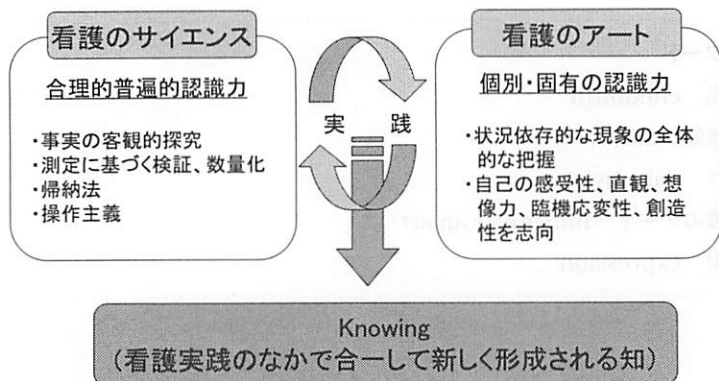 看護のサイエンス
合理的普遍的認識力
・事実の客観的探究
・測定に基づく検証、数量化
・帰納法
・操作主義
実 践
看護のアート
個別・固有の認識力
・状況依存的な現象の全体
的な把握
・自己の感受性、直観、想
像力、臨機応変性、創造
性を志向
Knowing
(看護実践のなかで合一して新しく形成される知)